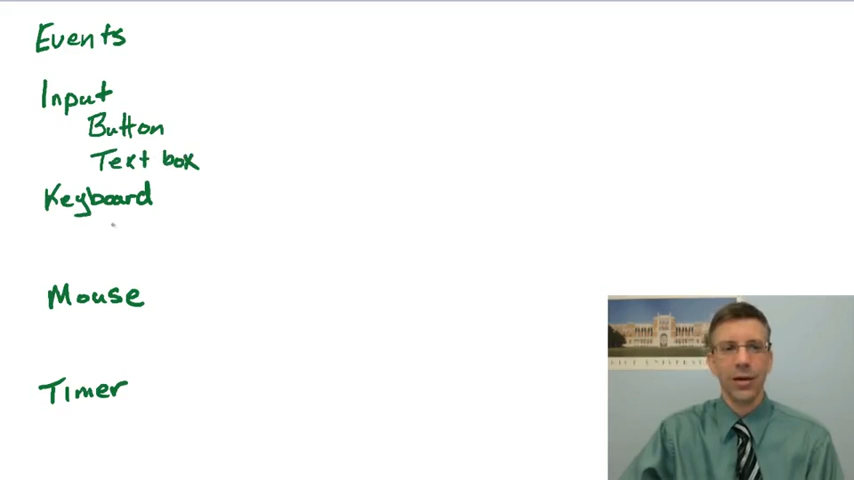 Events
Input
Button
Text box
Keyboard
Mouse
Timer